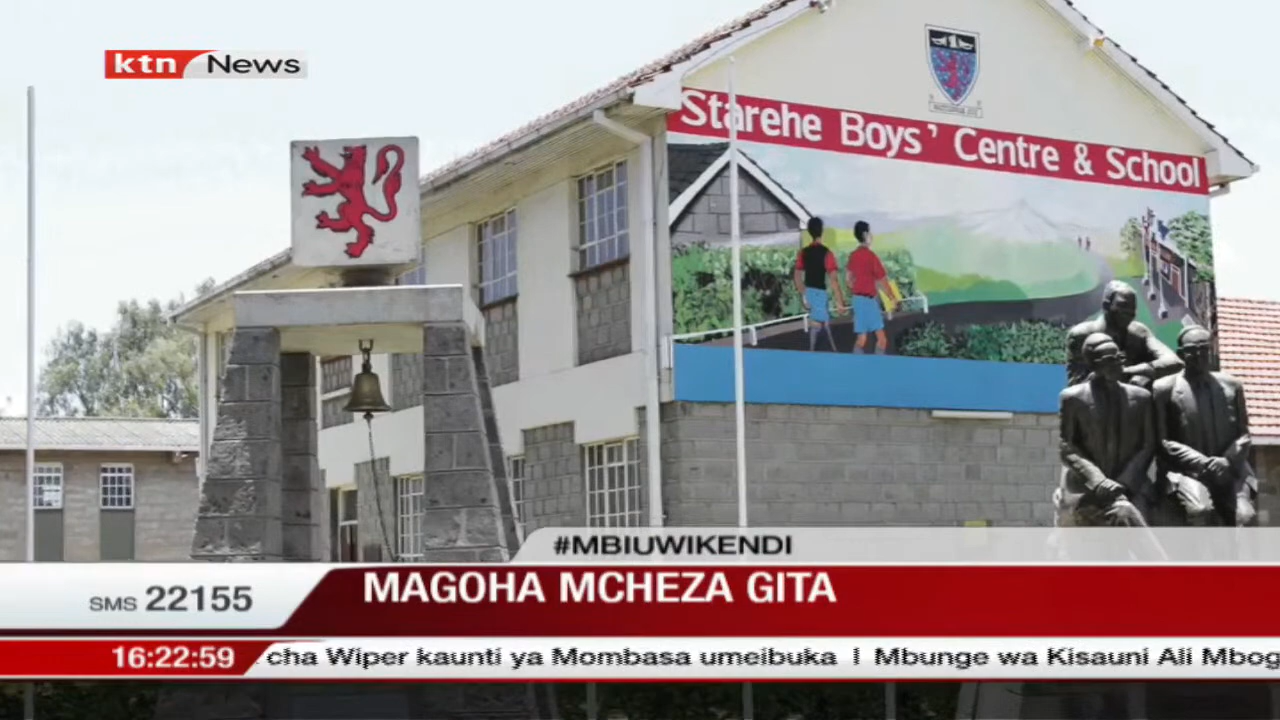 ktn News
Starehe Boys' Centre & School
#MBIUWIKENDI
SMS 22155
MAGOHA MCHEZA GITA
16:22:59
cha Wiper kaunti ya Mombasa umeibuka | Mbunge wa Kisauni Ali Mbog